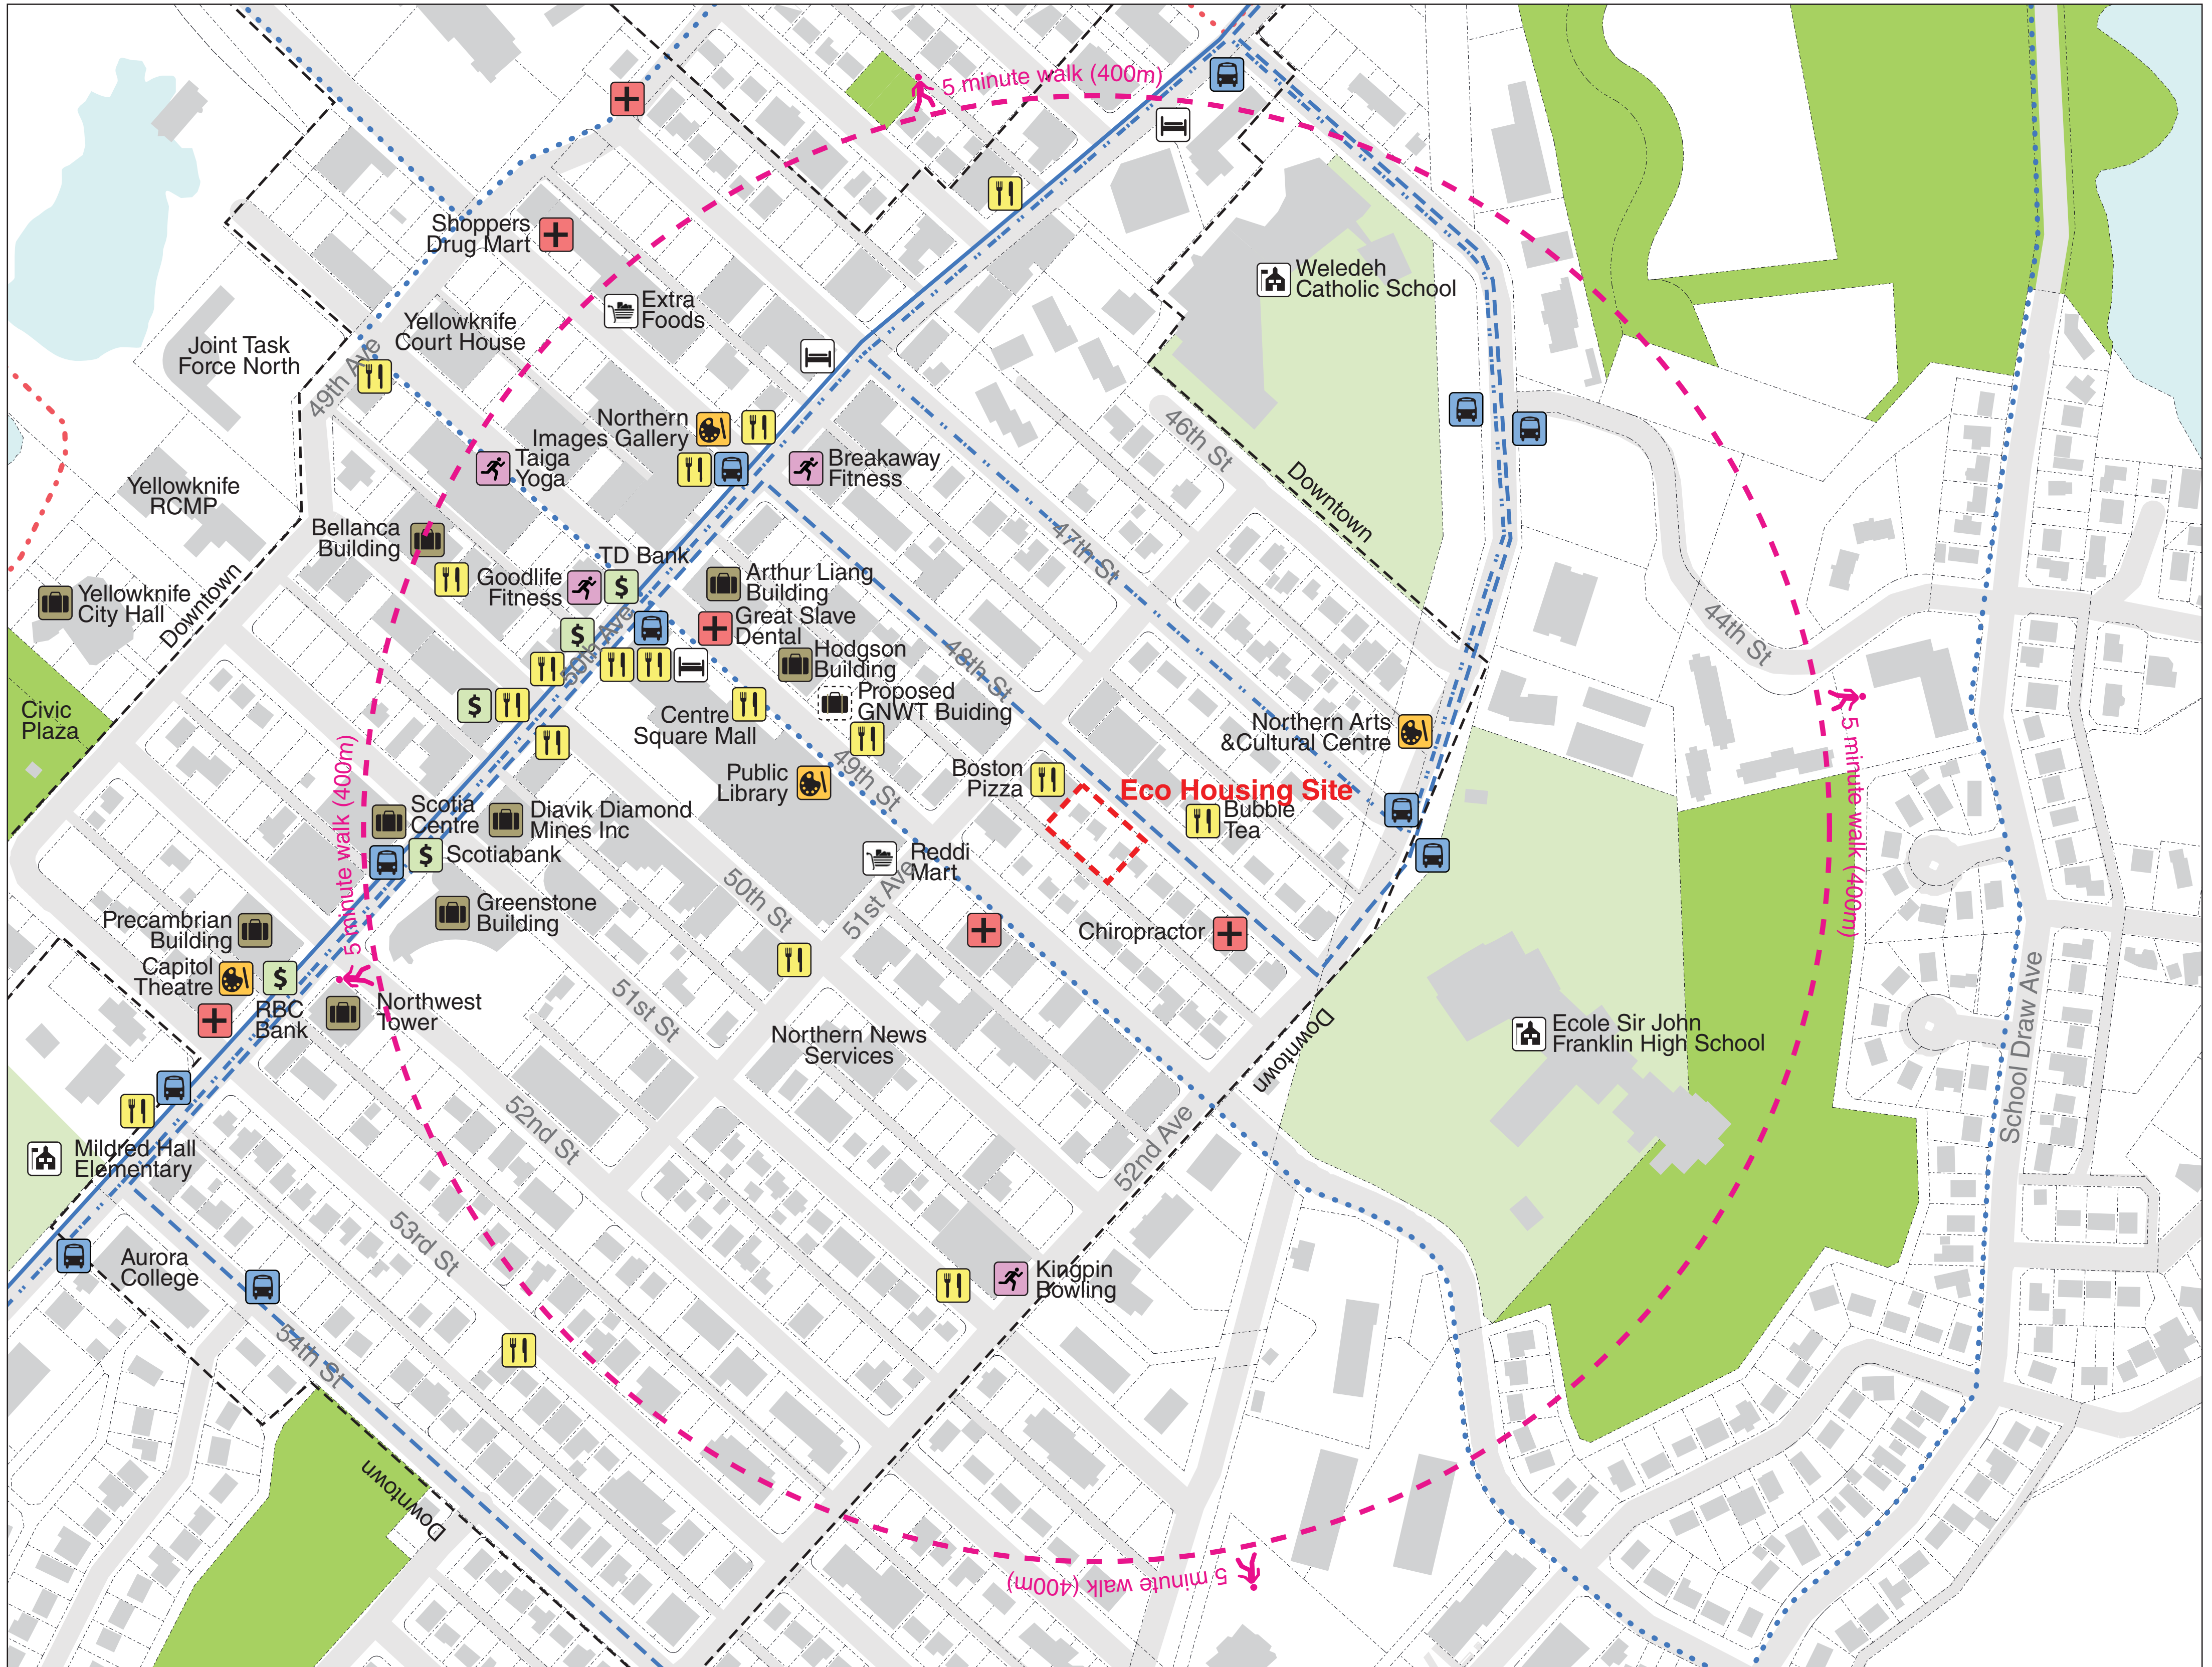 5 minute walk (400m)
Shoppers
Drug Mart
Weledeh
Catholic School
Extra
Foods
Yellowknife
Court House
Joint Task
Force North
49th Ave
Northern
Images Gallery
46th St
Taiga
Yoga
Breakaway
Fitness
Downtown
Yellowknife
RCMP
Bellanca
Building
47th St
TD Bank
Goodlife
Fitness
$
Arthur Liang
Building
Yellowknife
City Hall
Downtown
Great Slave
Dental
$
50th Ave
44th St
Hodgson
Building
48th St
Proposed
GNWT Buiding
$
Centre
Square Mall
Civic
Plaza
Northern Arts
&Cultural Centre
5 minute walk (400m)
49th St
Public
Library
Boston
Pizza
Eco Housing Site
Bubble
Tea
5 minute walk (400m)
Scotia
Centre
Diavik Diamond
Mines Inc
$
Scotiabank
Reddi
Mart
51st Ave
50th St
Greenstone
Building
Precambrian
Building
Chiropractor
Capitol
Theatre
$
RBC
Bank
Northwest
Tower
51st St
Northern News
Services
Ecole Sir John
Franklin High School
Downtown
School Draw Ave
52nd St
52nd Ave
Mildred Hall
Elementary
53rd St
Aurora
College
Kingpin
Bowling
54th St
Downtown
5 minute walk (400m)